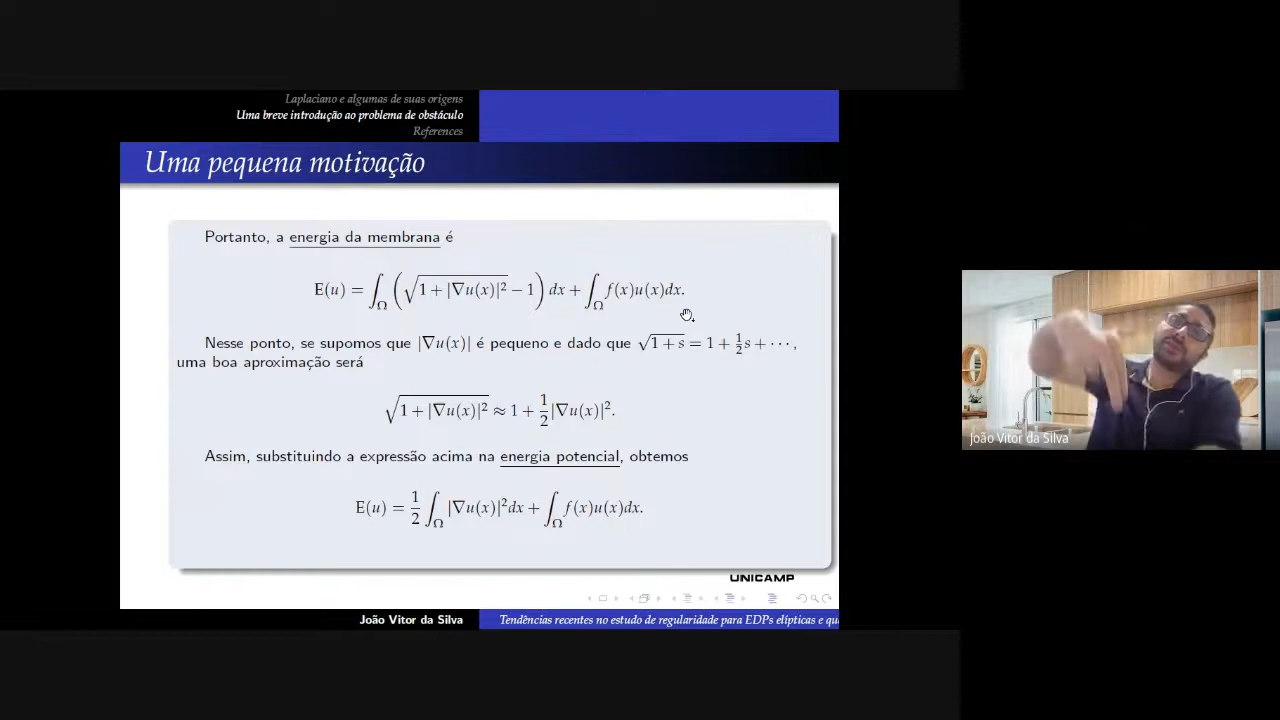 Laplaciano e algumas de suas origens
Uma breve introdução ao problema de obstáculo
References
Uma pequena motivação
Portanto, a energia da membrana é
E(u) = ∫_Ω (√(1 + |∇u(x)|²) − 1) dx + ∫_Ω f(x)u(x)dx.
Nesse ponto, se supomos que |∇u(x)| é pequeno e dado que √(1 + s) = 1 + ½s + ⋯,
uma boa aproximação será
√(1 + |∇u(x)|²) ≈ 1 + ½|∇u(x)|².
Assim, substituindo a expressão acima na energia potencial, obtemos
E(u) = ½ ∫_Ω |∇u(x)|²dx + ∫_Ω f(x)u(x)dx.
UNICAMP
João Vitor da Silva
Tendências recentes no estudo de regularidade para EDPs elípticas e qu
João Vitor da Silva